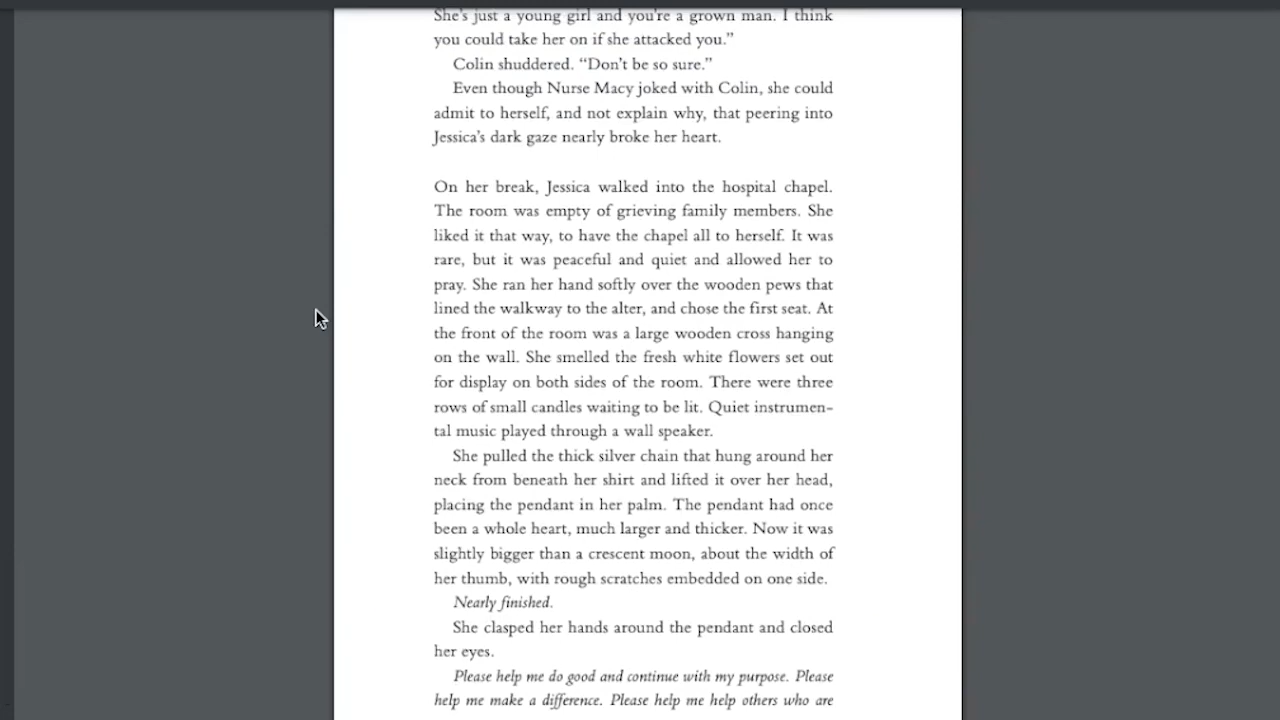 She's just a young girl and you're a grown man. I think
you could take her on if she attacked you.”
Colin shuddered. “Don't be so sure.”
Even though Nurse Macy joked with Colin, she could
admit to herself, and not explain why, that peering into
Jessica's dark gaze nearly broke her heart.
On her break, Jessica walked into the hospital chapel.
The room was empty of grieving family members. She
liked it that way, to have the chapel all to herself. It was
rare, but it was peaceful and quiet and allowed her to
pray. She ran her hand softly over the wooden pews that
lined the walkway to the alter, and chose the first seat. At
the front of the room was a large wooden cross hanging
on the wall. She smelled the fresh white flowers set out
for display on both sides of the room. There were three
rows of small candles waiting to be lit. Quiet instrumen-
tal music played through a wall speaker.
She pulled the thick silver chain that hung around her
neck from beneath her shirt and lifted it over her head,
placing the pendant in her palm. The pendant had once
been a whole heart, much larger and thicker. Now it was
slightly bigger than a crescent moon, about the width of
her thumb, with rough scratches embedded on one side.
Nearly finished.
She clasped her hands around the pendant and closed
her eyes.
Please help me do good and continue with my purpose. Please
help me make a difference. Please help me help others who are